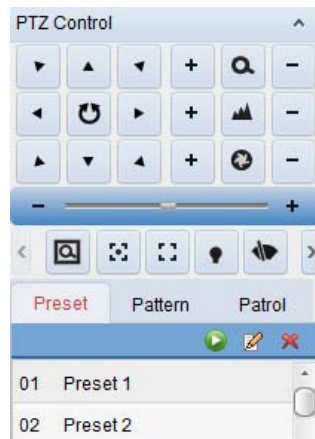 PTZ Control
Preset Pattern Patrol
01 Preset 1
02 Preset 2